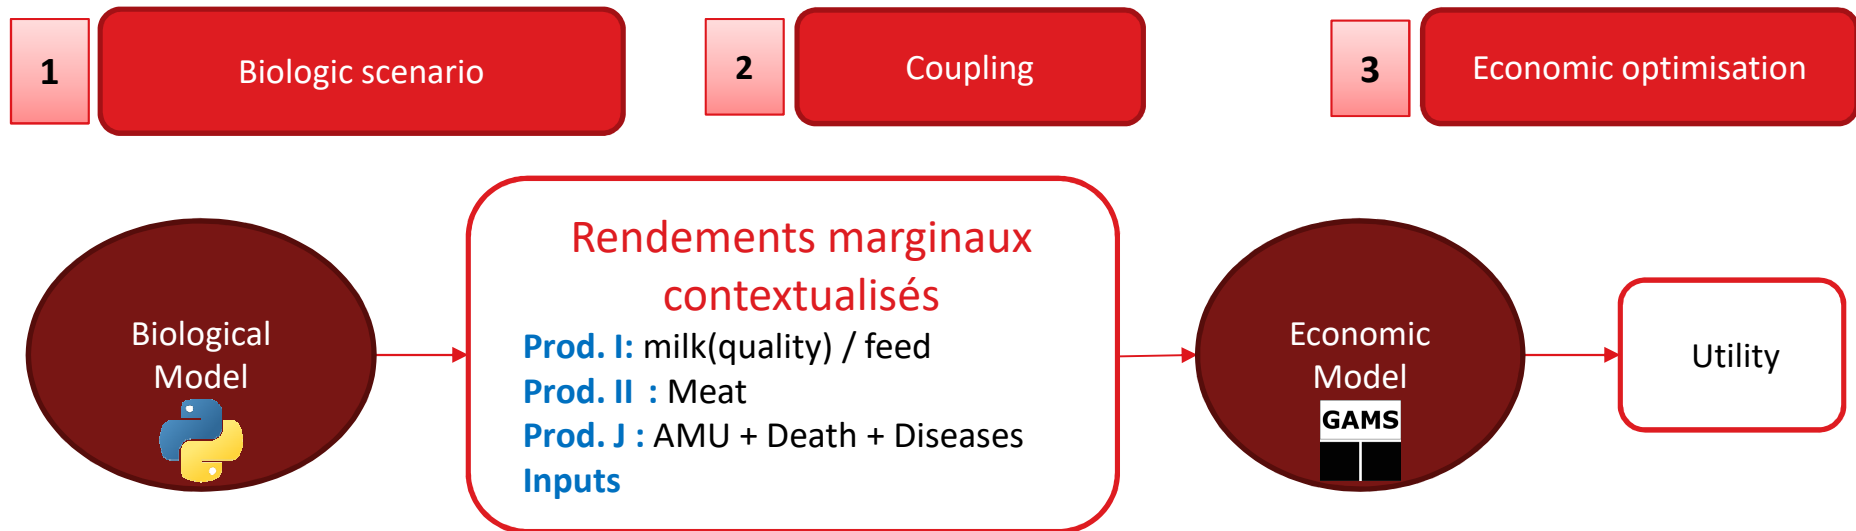 1
Biologic scenario
2
Coupling
3
Economic optimisation
Biological
Model
Rendements marginaux
contextualisés
Prod. I: milk(quality) / feed
Prod. II : Meat
Prod. J : AMU + Death + Diseases
Inputs
Economic
Model
GAMS
Utility